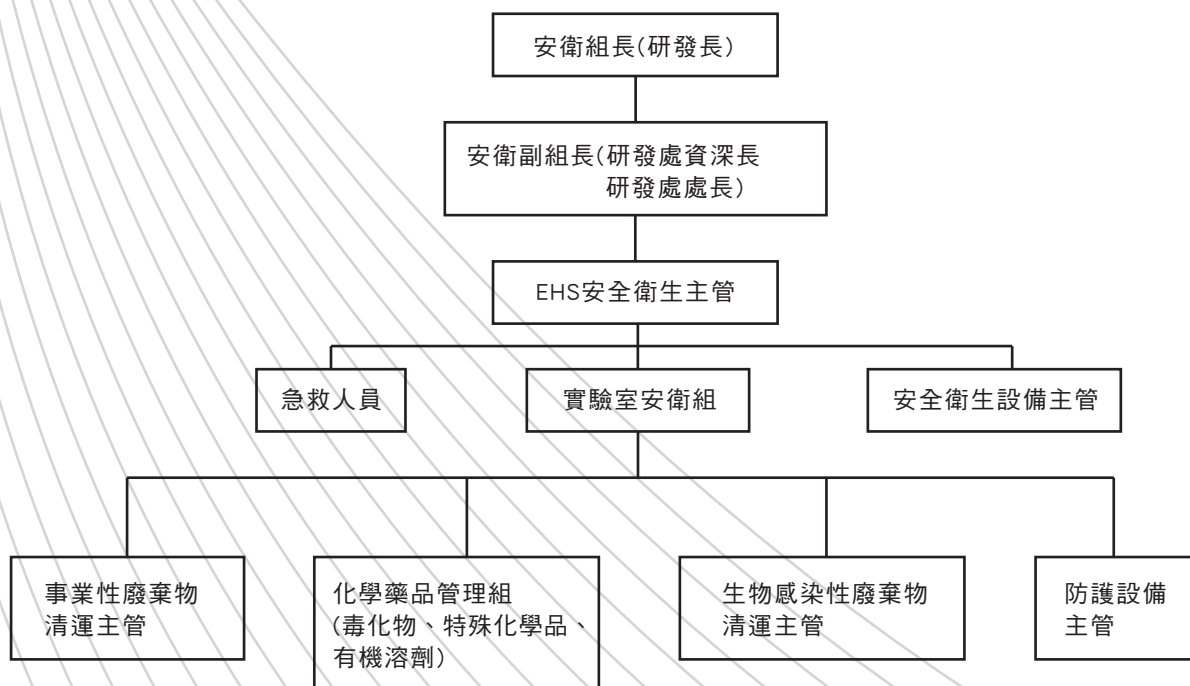 安衛組長(研發長)
安衛副組長(研發處資深長
研發處處長)
EHS安全衛生主管
急救人員
實驗室安衛組
安全衛生設備主管
事業性廢棄物
清運主管
化學藥品管理組
(毒化物、特殊化學品、
有機溶劑)
生物感染性廢棄物
清運主管
防護設備
主管